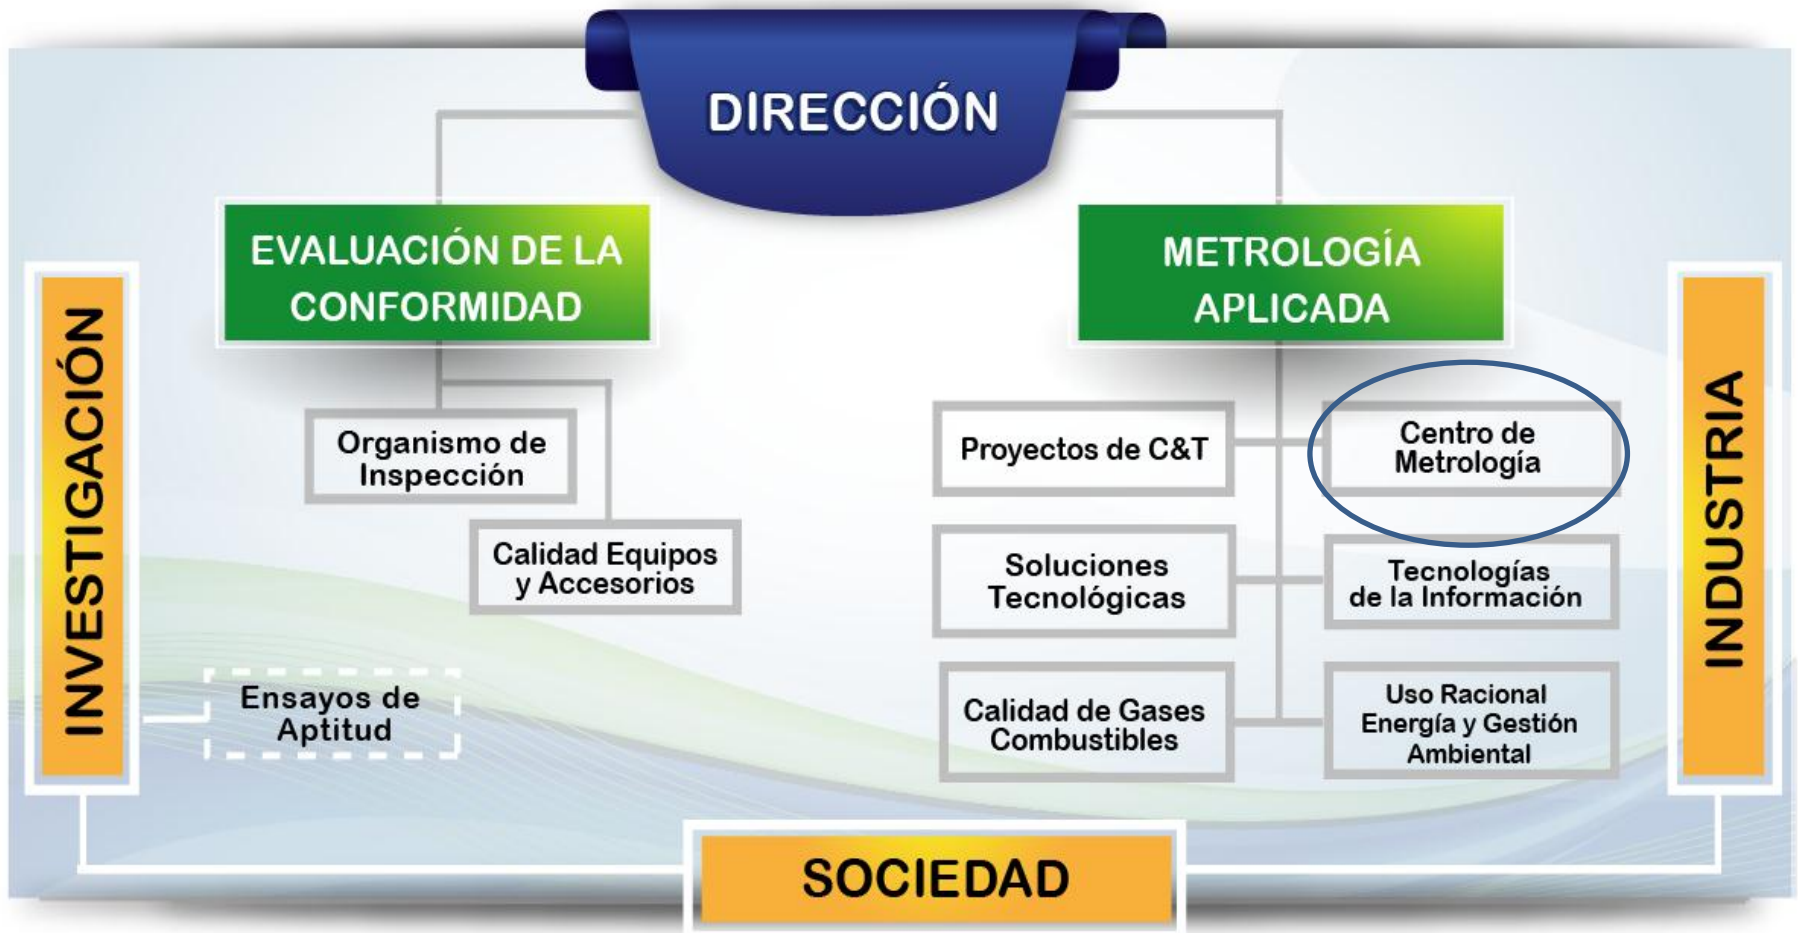 DIRECCIÓN
EVALUACIÓN DE LA
CONFORMIDAD
METROLOGÍA
APLICADA
INVESTIGACIÓN
Organismo de
Inspección
Calidad Equipos
y Accesorios
Ensayos de
Aptitud
Proyectos de C&T
Centro de
Metrología
Soluciones
Tecnológicas
Tecnologías
de la Información
Calidad de Gases
Combustibles
Uso Racional
Energía y Gestión
Ambiental
INDUSTRIA
SOCIEDAD